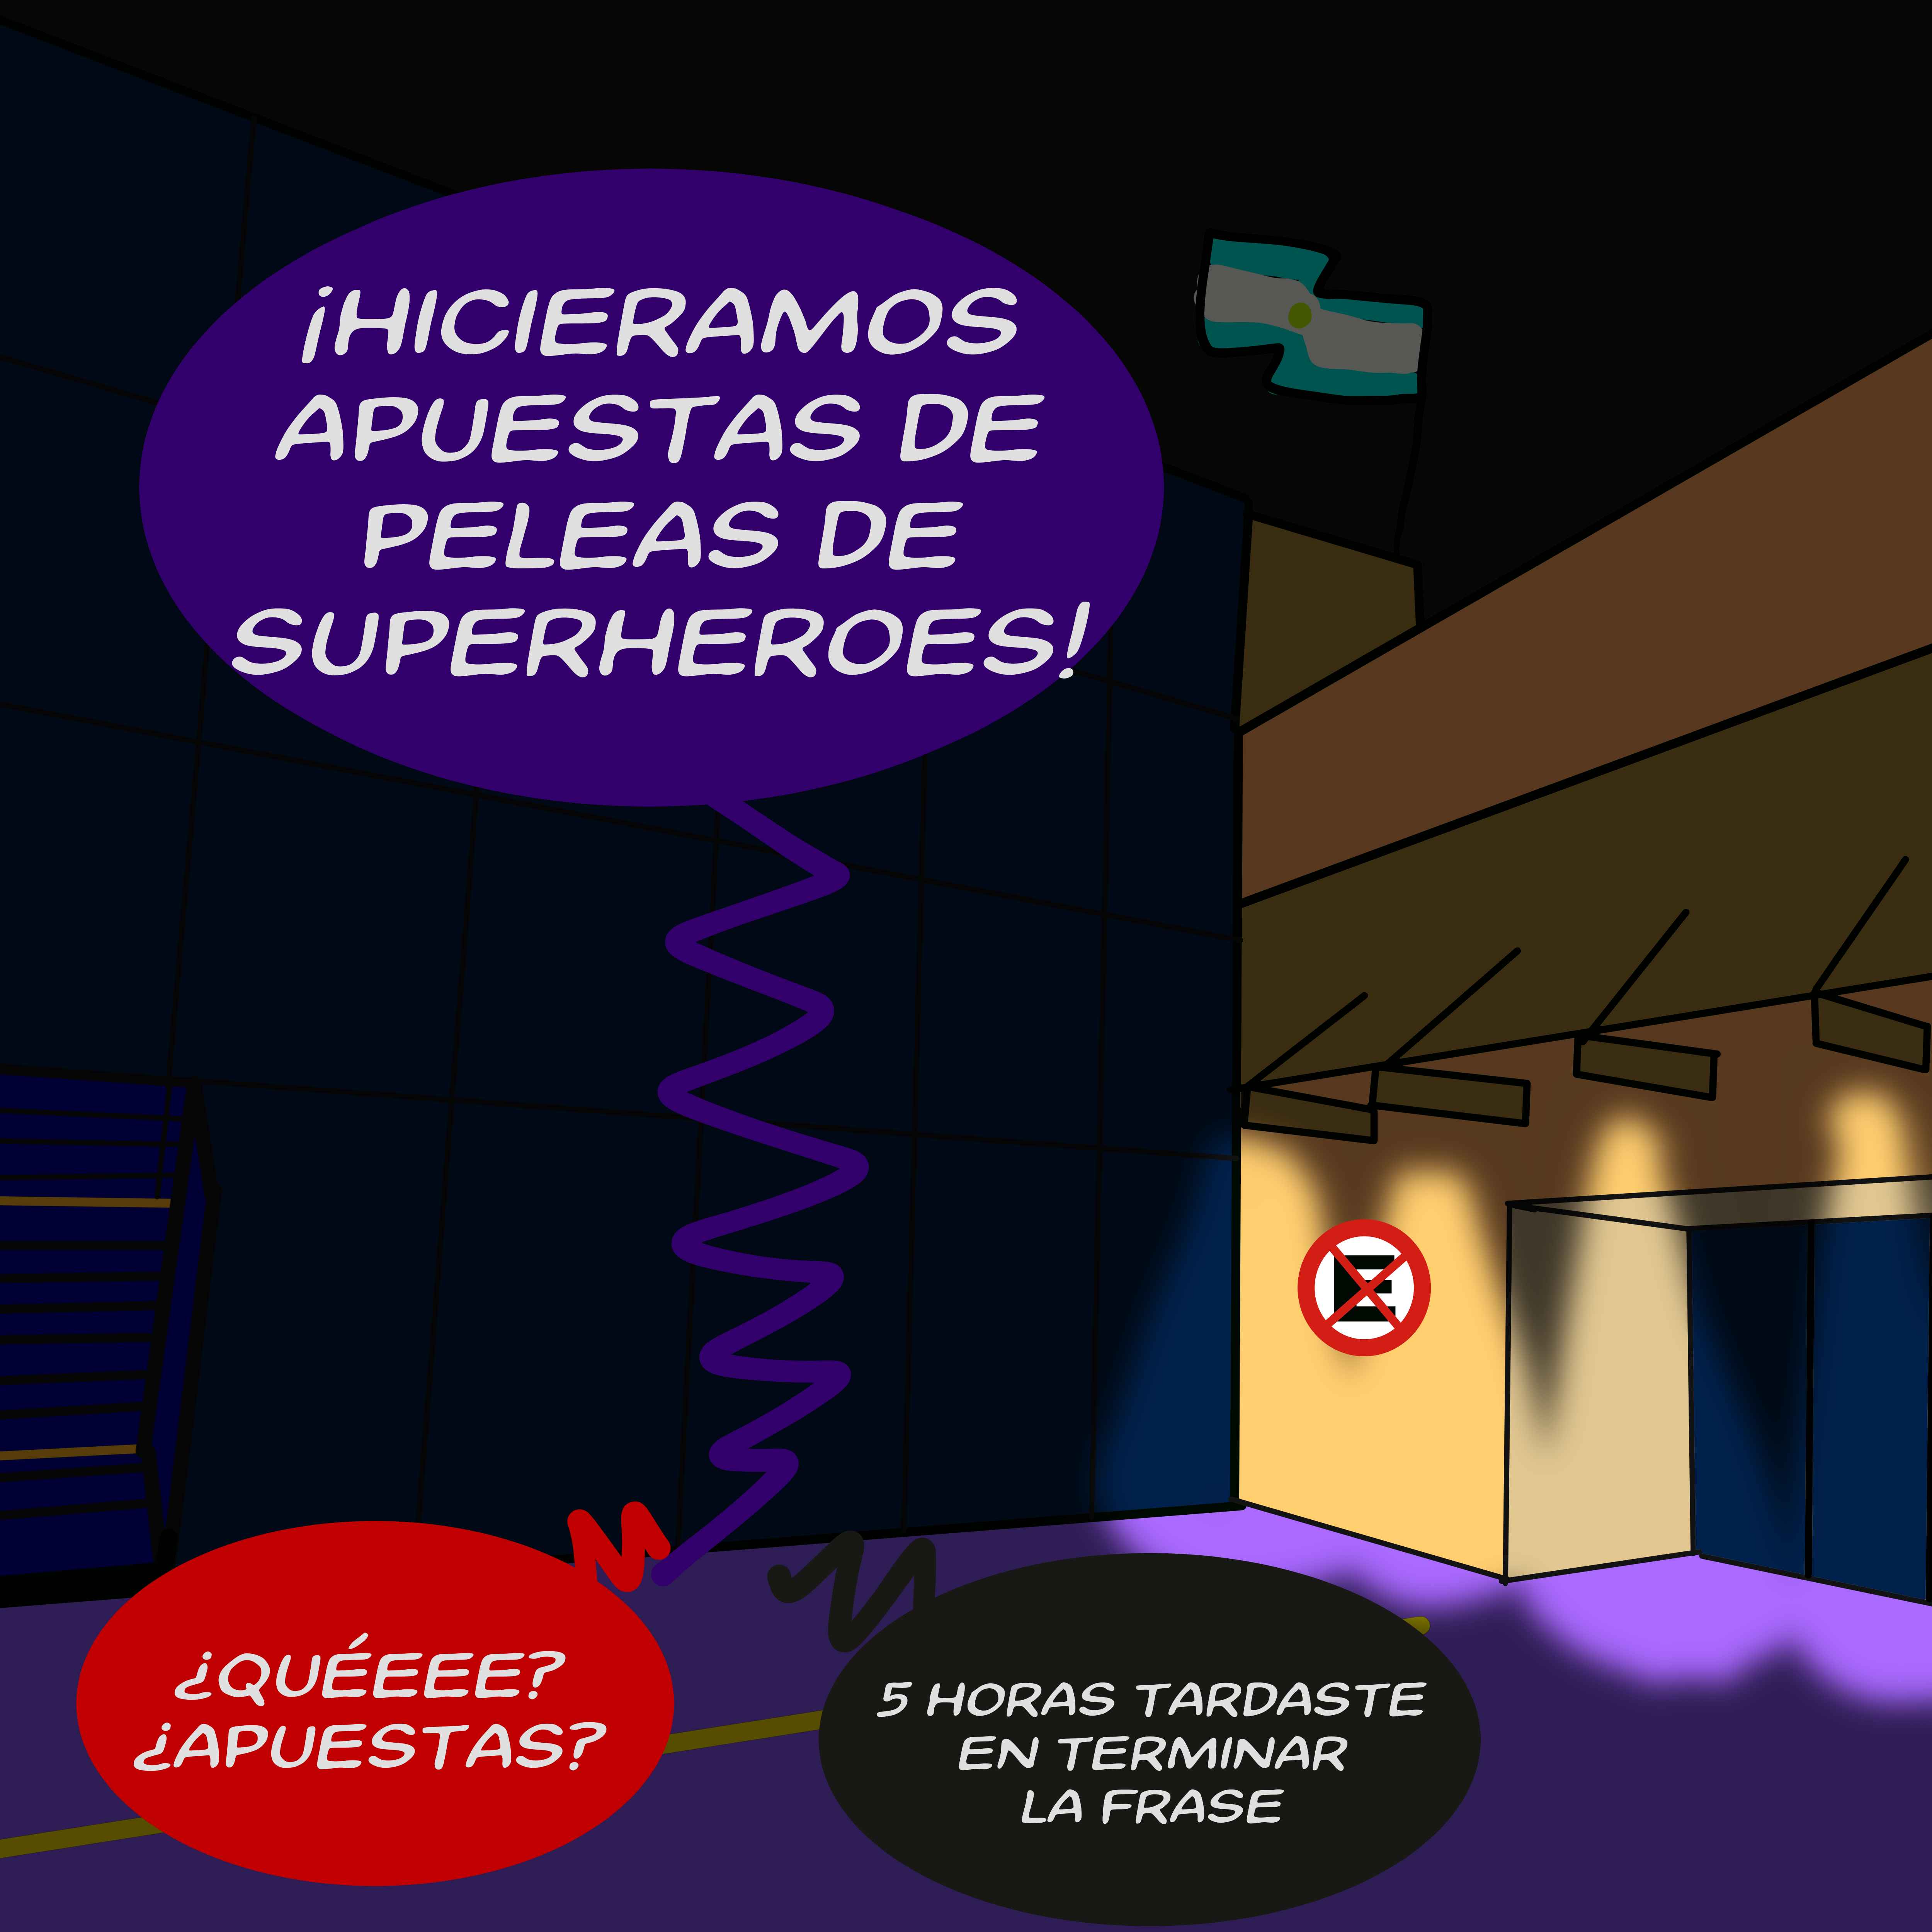 ¡HICIERAMOS
APUESTAS DE
PELEAS DE
SUPERHEROES!
E
¿QUÉEEEE?
¿APUESTAS?
5 HORAS TARDASTE
EN TERMINAR
LA FRASE